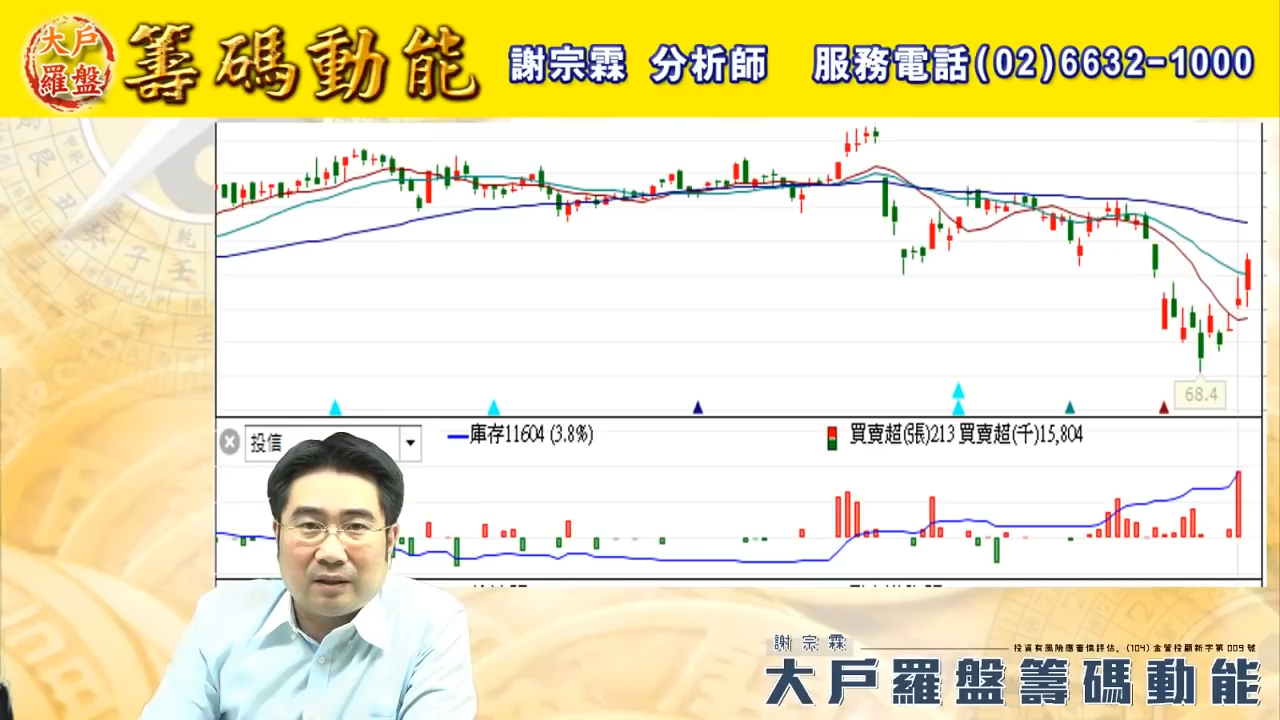 大戶
羅盤
籌碼動能
謝宗霖 分析師 服務電話(02)6632-1000
68.4
投信
庫存11604 (3.8%)
買賣超(張)213 買賣超(千)15,804
謝宗霖
投資有風險應審慎評估。(104)金管投顧新字第009號
大戶羅盤籌碼動能